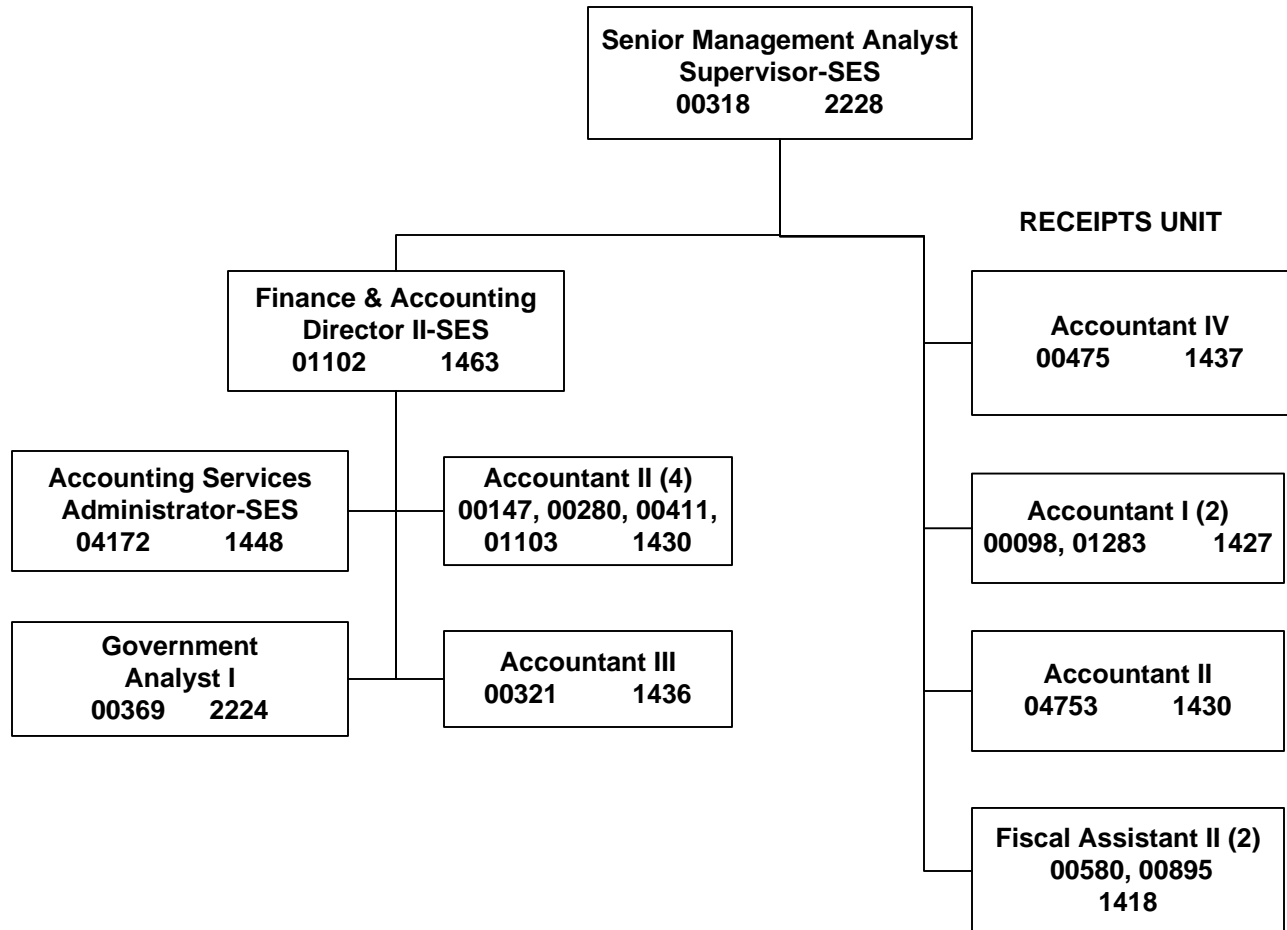 Senior Management Analyst
Supervisor-SES
00318 2228
RECEIPTS UNIT
Finance & Accounting
Director II-SES
01102 1463
Accounting Services
Administrator-SES
04172 1448
Accountant II (4)
00147, 00280, 00411,
01103 1430
Government
Analyst I
00369 2224
Accountant III
00321 1436
Accountant IV
00475 1437
Accountant I (2)
00098, 01283 1427
Accountant II
04753 1430
Fiscal Assistant II (2)
00580, 00895
1418